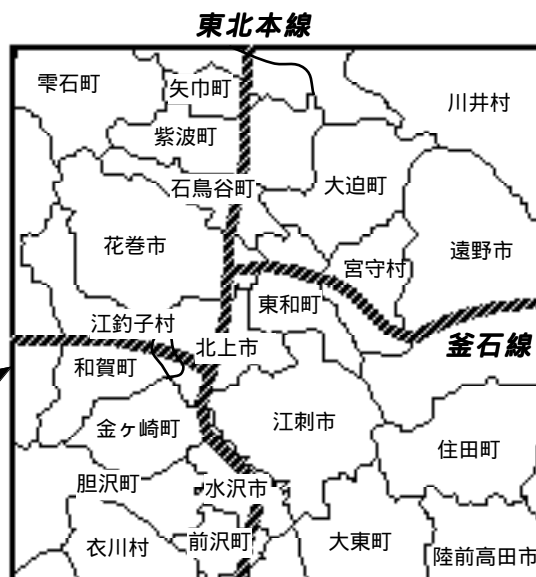 東北本線
雫石町
矢巾町
川井村
紫波町
石鳥谷町
大迫町
花巻市
宮守村
遠野市
東和町
江釣子村
北上市
釜石線
和賀町
金ヶ崎町
江刺市
住田町
胆沢町
水沢市
衣川村
前沢町
大東町
陸前高田市